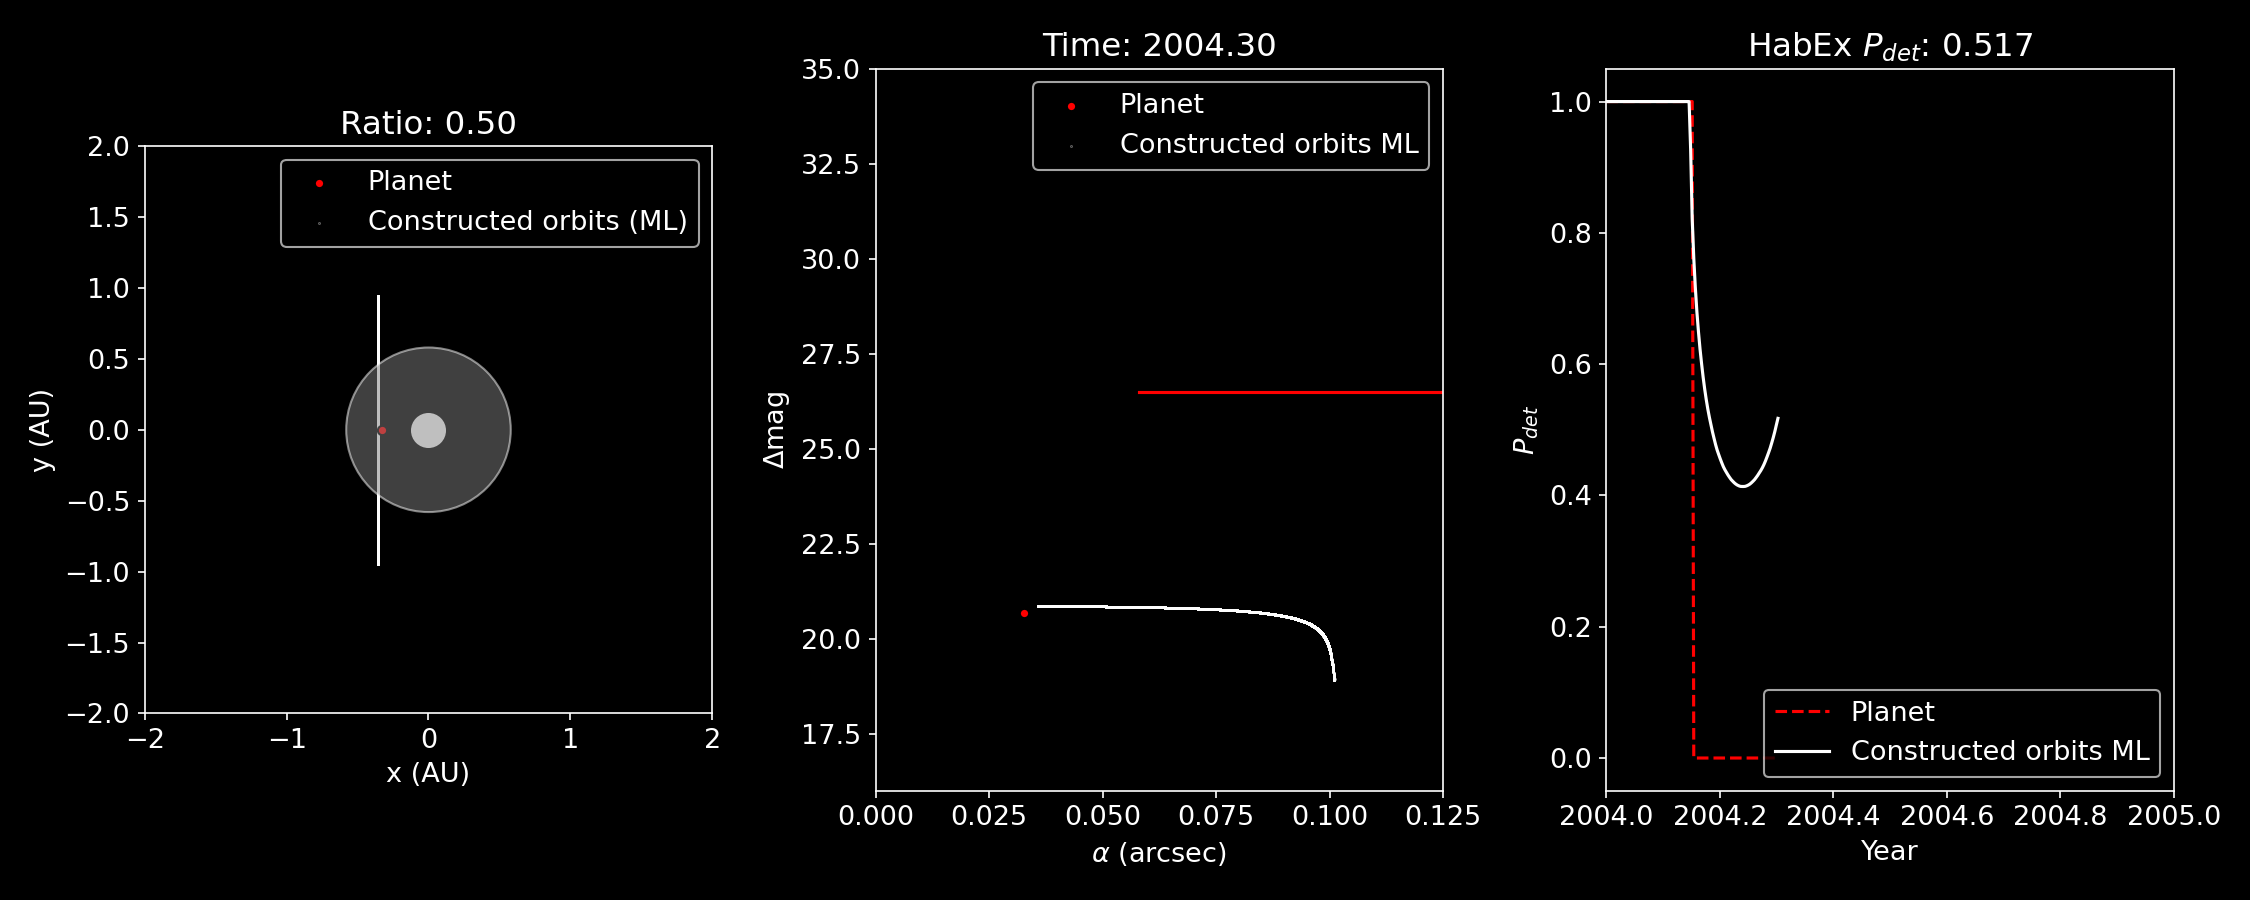 Ratio: 0.50
2.0
1.5
1.0
0.5
0.0
−0.5
−1.0
−1.5
−2.0
y (AU)
−2 −1 0 1 2
x (AU)
Planet
Constructed orbits (ML)
Time: 2004.30
35.0
32.5
30.0
27.5
25.0
22.5
20.0
17.5
Δmag
0.000 0.025 0.050 0.075 0.100 0.125
α (arcsec)
Planet
Constructed orbits ML
HabEx P_det: 0.517
1.0
0.8
0.6
0.4
0.2
0.0
P_det
2004.0 2004.2 2004.4 2004.6 2004.8 2005.0
Year
Planet
Constructed orbits ML